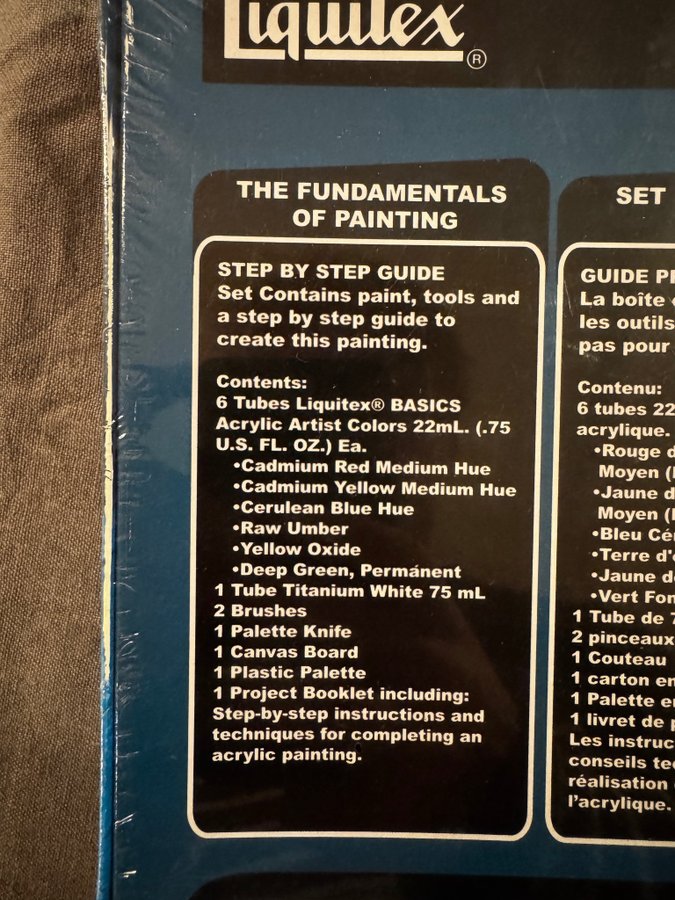 Liquitex®
THE FUNDAMENTALS
OF PAINTING
STEP BY STEP GUIDE
Set Contains paint, tools and
a step by step guide to
create this painting.
Contents:
6 Tubes Liquitex® BASICS
Acrylic Artist Colors 22mL. (.75
U.S. FL. OZ.) Ea.
•Cadmium Red Medium Hue
•Cadmium Yellow Medium Hue
•Cerulean Blue Hue
•Raw Umber
•Yellow Oxide
•Deep Green, Permánent
1 Tube Titanium White 75 mL
2 Brushes
1 Palette Knife
1 Canvas Board
1 Plastic Palette
1 Project Booklet including:
Step-by-step instructions and
techniques for completing an
acrylic painting.
SET
GUIDE
La boîte
les outils
pas pour
Contenu:
6 tubes 22
acrylique.
•Rouge
Moyen
•Jaune
Moyen
•Bleu
•Terre
•Jaune
•Vert
1 Tube de
2 pinceaux
1 Couteau
1 carton
1 Palette
1 livret de
Les
conseils
réalisation
l'acrylique.